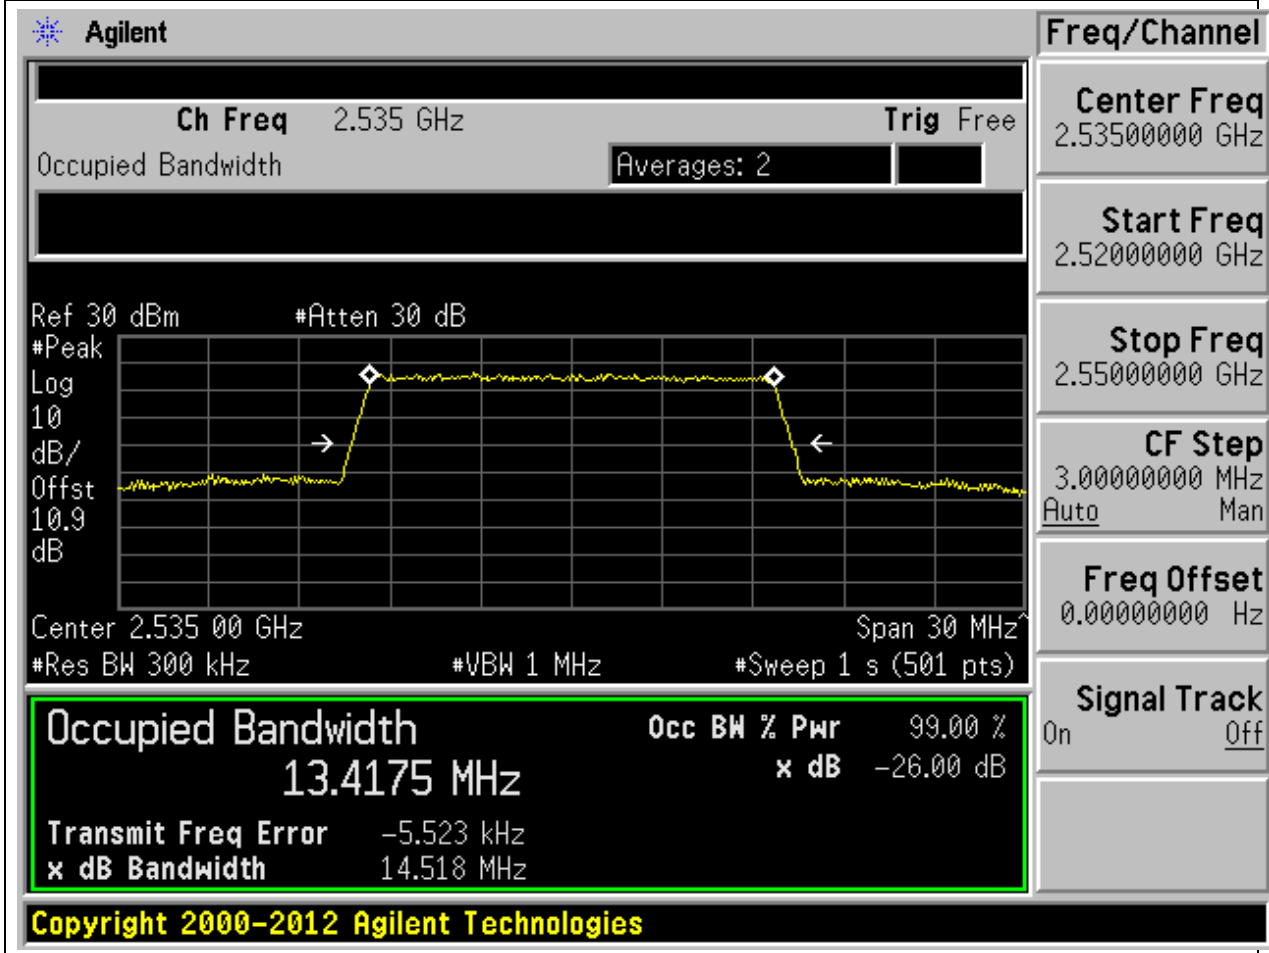 Agilent
Freq/Channel
Ch Freq 2.535 GHz Trig Free
Occupied Bandwidth Averages: 2
Center Freq
2.53500000 GHz
Start Freq
2.52000000 GHz
Stop Freq
2.55000000 GHz
CF Step
3.00000000 MHz
Auto Man
Freq Offset
0.00000000 Hz
Signal Track
On Off
Ref 30 dBm #Atten 30 dB
#Peak
Log
10
dB/
Offst
10.9
dB
Center 2.535 00 GHz Span 30 MHz^
#Res BW 300 kHz #VBW 1 MHz #Sweep 1 s (501 pts)
Occupied Bandwidth Occ BW % Pwr 99.00 %
13.4175 MHz x dB -26.00 dB
Transmit Freq Error -5.523 kHz
x dB Bandwidth 14.518 MHz
Copyright 2000-2012 Agilent Technologies